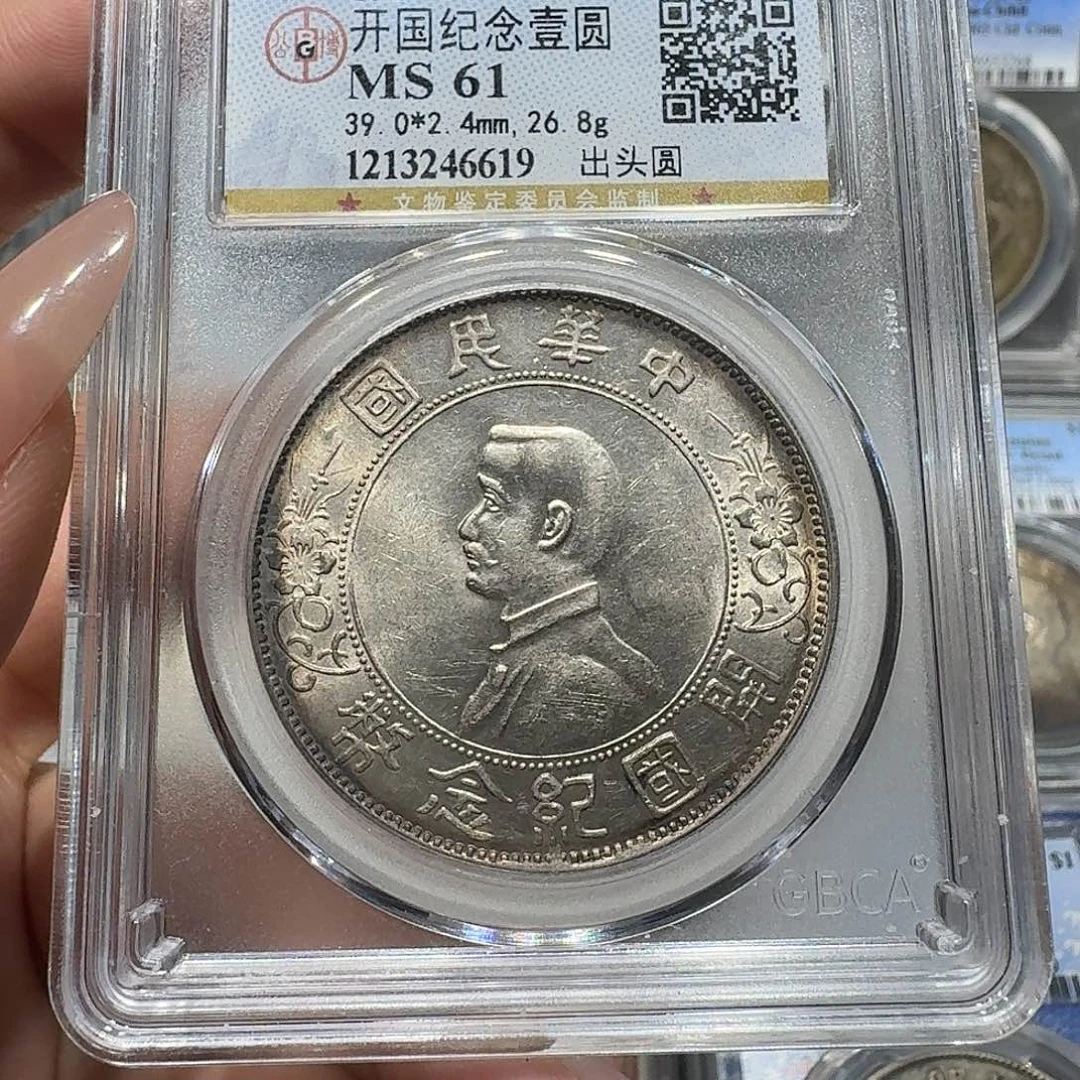 开国纪念壹圆
MS 61
39.0*2.4mm,26.8g
1213246619 出头圆
文物鉴定委员会监制
中華民國
開國紀念幣
GBCA
$1